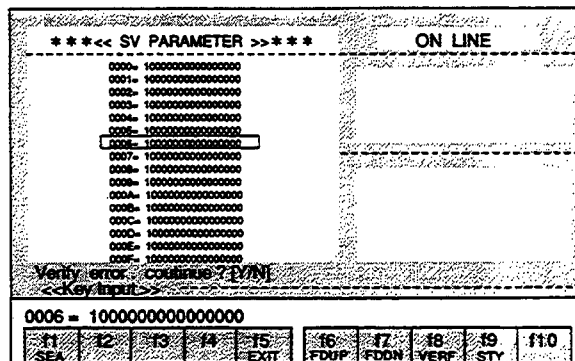 ***<< SV PARAMETER >>***
ON LINE
0000= 1000000000000000
0001= 1000000000000000
0002= 1000000000000000
0003= 1000000000000000
0004= 1000000000000000
0005= 1000000000000000
0006= 1000000000000000
0007= 1000000000000000
0008= 1000000000000000
0009= 1000000000000000
000A= 1000000000000000
000B= 1000000000000000
000C= 1000000000000000
000D= 1000000000000000
000E= 1000000000000000
000F= 1000000000000000
Verify error. continue ? [Y/N]
<<Key Input>>
0006 = 1000000000000000
f1 f2 f3 f4 f5 f6 f7 f8 f9 f10
SEA EXIT FDUP FDDN VERF STY